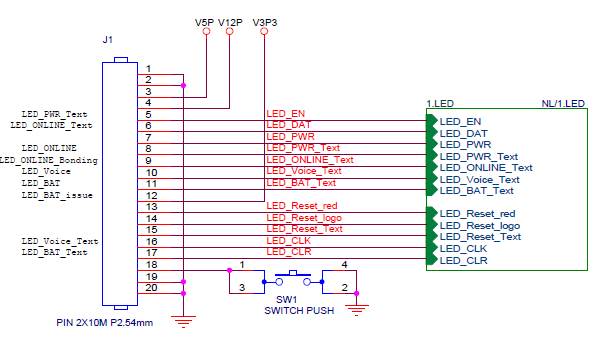 V5P V12P V3P3
J1
1
2
3
4
LED_PWR_Text 5 LED_EN
LED_ONLINE_Text 6 LED_DAT
7 LED_PWR
LED_ONLINE 8 LED_PWR_Text
LED_ONLINE_Bonding 9 LED_ONLINE_Text
LED_Voice 10 LED_Voice_Text
LED_BAT 11 LED_BAT_Text
LED_BAT_issue 12
13 LED_Reset_red
14 LED_Reset_logo
15 LED_Reset_Text
LED_Voice_Text 16 LED_CLK
LED_BAT_Text 17 LED_CLR
18
19
20
PIN 2X10M P2.54mm
1 4
3 2
SW1
SWITCH PUSH
1.LED NL/1.LED
LED_EN
LED_DAT
LED_PWR
LED_PWR_Text
LED_ONLINE_Text
LED_Voice_Text
LED_BAT_Text
LED_Reset_red
LED_Reset_logo
LED_Reset_Text
LED_CLK
LED_CLR